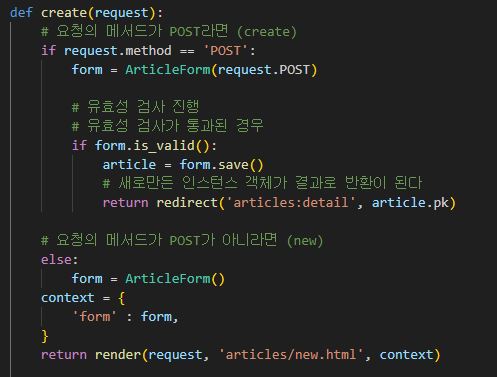 def create(request):
    # 요청의 메서드가 POST라면 (create)
    if request.method == 'POST':
        form = ArticleForm(request.POST)

        # 유효성 검사 진행
        # 유효성 검사가 통과된 경우
        if form.is_valid():
            article = form.save()
            # 새로만든 인스턴스 객체가 결과로 반환이 된다
            return redirect('articles:detail', article.pk)

    # 요청의 메서드가 POST가 아니라면 (new)
    else:
        form = ArticleForm()
    context = {
        'form' : form,
    }
    return render(request, 'articles/new.html', context)